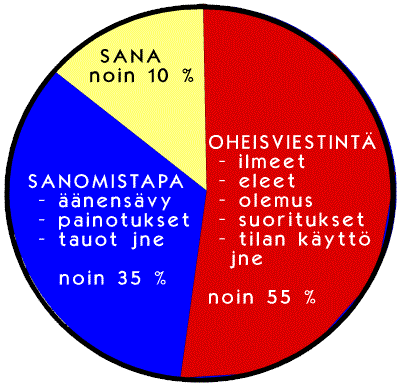 SANA
noin 10 %
OHEISVIESTINTÄ
- ilmeet
- eleet
- olemus
- suoritukset
- tilan käyttö
jne
noin 55 %
SANOMISTAPA
- äänensävy
- painotukset
- tauot jne
noin 35 %